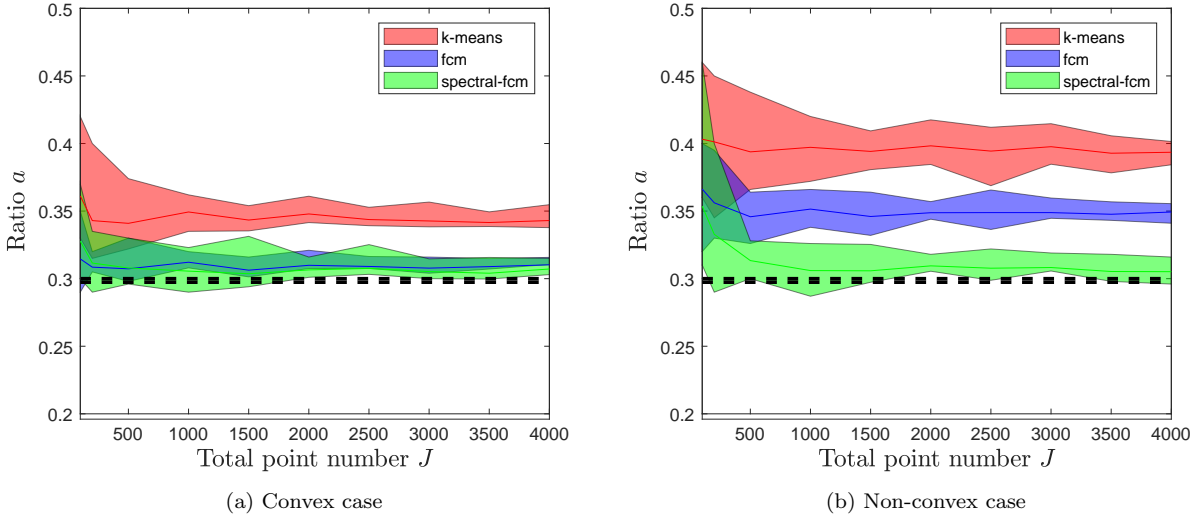 0.5
0.45
0.4
0.35
0.3
0.25
0.2
Ratio a
k-means
fcm
spectral-fcm
500 1000 1500 2000 2500 3000 3500 4000
Total point number J
(a) Convex case
0.5
0.45
0.4
0.35
0.3
0.25
0.2
Ratio a
k-means
fcm
spectral-fcm
500 1000 1500 2000 2500 3000 3500 4000
Total point number J
(b) Non-convex case